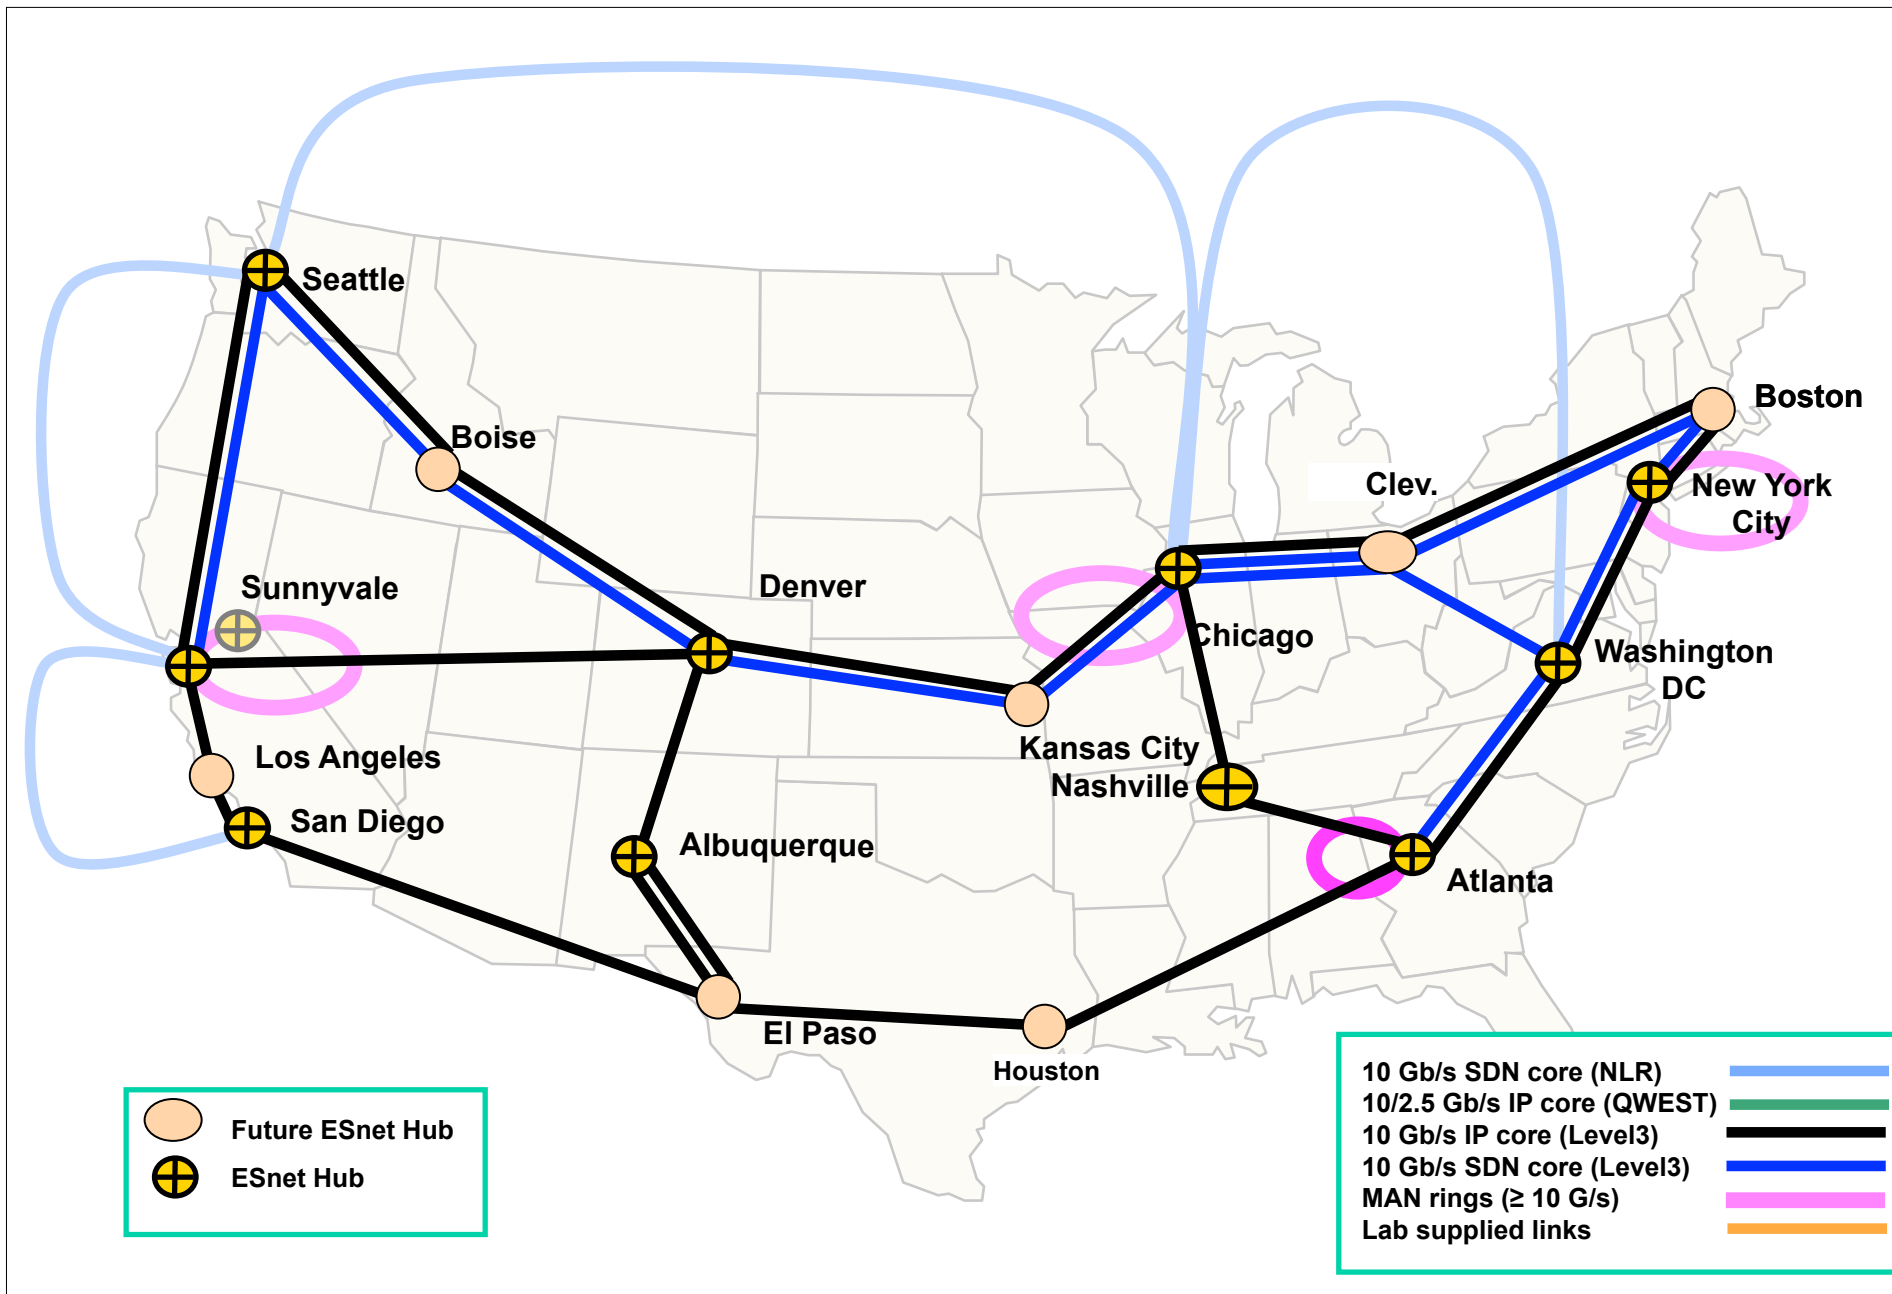 Seattle
Boston
Boise
Clev.
New York
City
Sunnyvale
Denver
Chicago
Washington
DC
Los Angeles
Kansas City
Nashville
San Diego
Albuquerque
Atlanta
El Paso
Houston
Future ESnet Hub
ESnet Hub
10 Gb/s SDN core (NLR)
10/2.5 Gb/s IP core (QWEST)
10 Gb/s IP core (Level3)
10 Gb/s SDN core (Level3)
MAN rings (≥ 10 G/s)
Lab supplied links